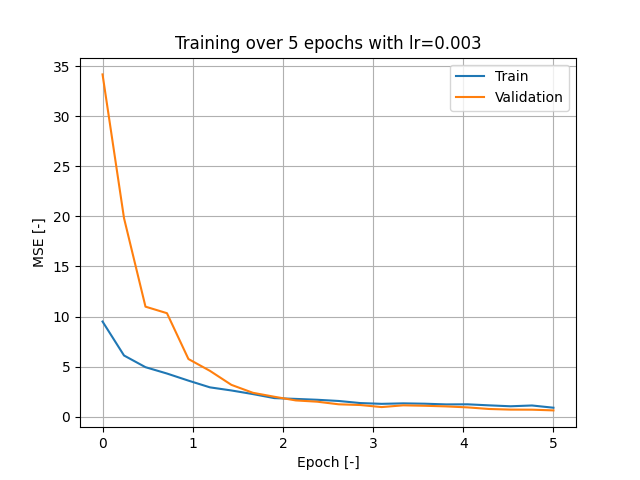 Training over 5 epochs with lr=0.003
Train
Validation
MSE [-]
35
30
25
20
15
10
5
0
0 1 2 3 4 5
Epoch [-]